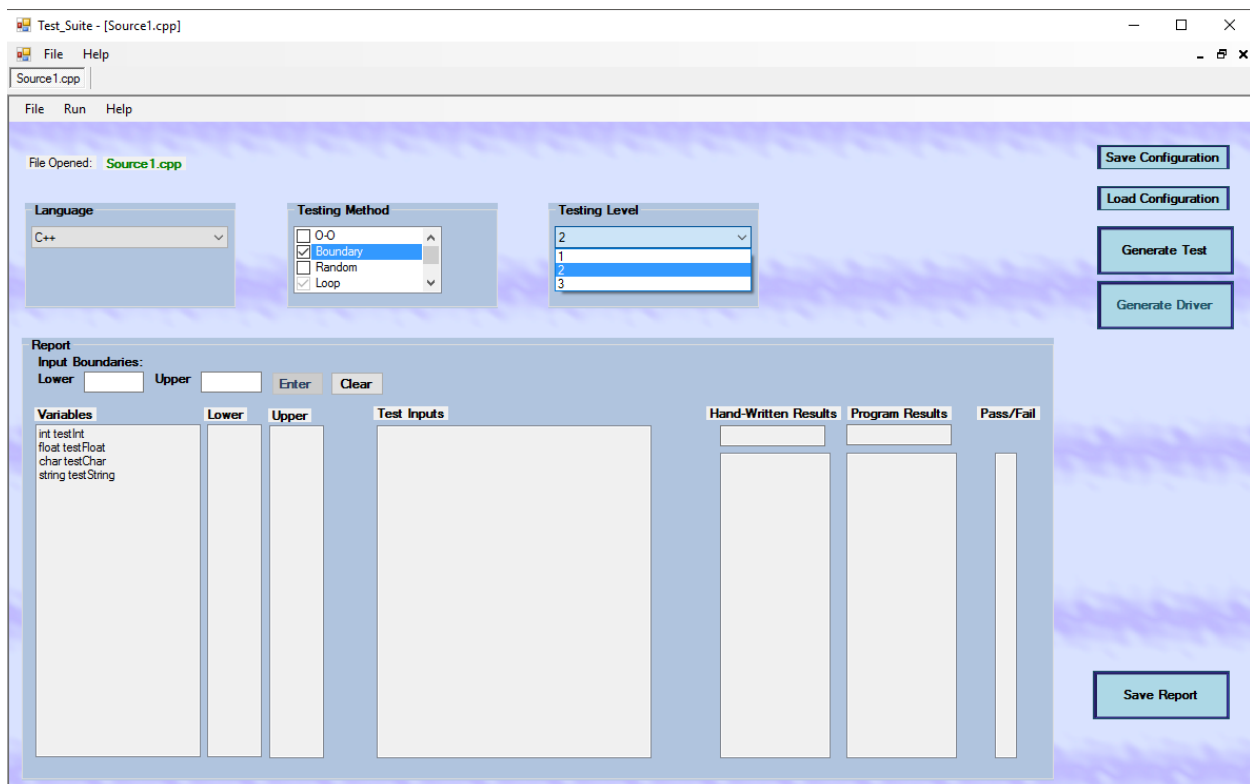 Test_Suite - [Source1.cpp]
File Help
Source1.cpp
File Run Help
File Opened: Source1.cpp
Save Configuration
Load Configuration
Language
C++
Testing Method
O-O
Boundary
Random
Loop
Testing Level
2
1
2
3
Generate Test
Generate Driver
Report
Input Boundaries:
Lower Upper Enter Clear
Variables Lower Upper Test Inputs Hand-Written Results Program Results Pass/Fail
int testInt
float testFloat
char testChar
string testString
Save Report